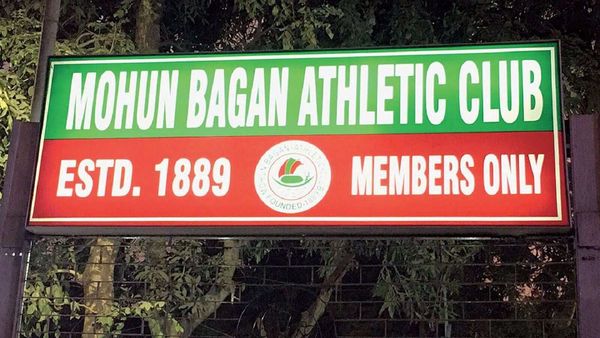 MOHUN BAGAN ATHLETIC CLUB
ESTD. 1889
MEMBERS ONLY